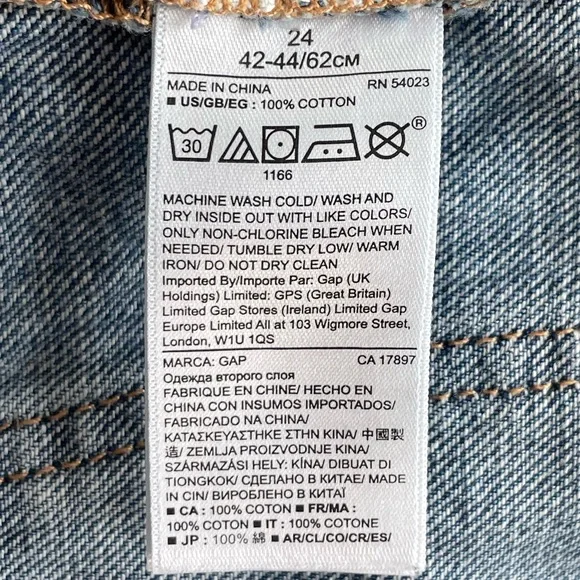 24
42-44/62CM
MADE IN CHINA RN 54023
■ US/GB/EG : 100% COTTON
30 ®
1166
MACHINE WASH COLD/ WASH AND
DRY INSIDE OUT WITH LIKE COLORS/
ONLY NON-CHLORINE BLEACH WHEN
NEEDED/ TUMBLE DRY LOW/ WARM
IRON/ DO NOT DRY CLEAN
Imported By/Importe Par: Gap (UK
Holdings) Limited: GPS (Great Britain)
Limited Gap Stores (Ireland) Limited Gap
Europe Limited All at 103 Wigmore Street,
London, W1U 1QS
MARCA: GAP CA 17897
Одежда второго слоя
FABRIQUE EN CHINE/ HECHO EN
CHINA CON INSUMOS IMPORTADOS/
FABRICADO NA CHINA/
ΚΑΤΑΣΚΕΥΑΣΤΗΚΕ ΣΤΗΝ ΚΙΝΑ/ 中國製
造/ ZEMLJA PROIZVODNJE KINA/
SZÁRMAZÁSI HELY: KÍNA/ DIBUAT DI
TIONGKOK/ СДЕЛАНО В КИТАЕ/ MADE
IN CIN/ ВИРОБЛЕНО В КИТАЇ
■ CA : 100% COTON ■ FR/MA :
100% COTON ■ IT : 100% COTONE
■ JP : 100% 綿 ■ AR/CL/CO/CR/ES/